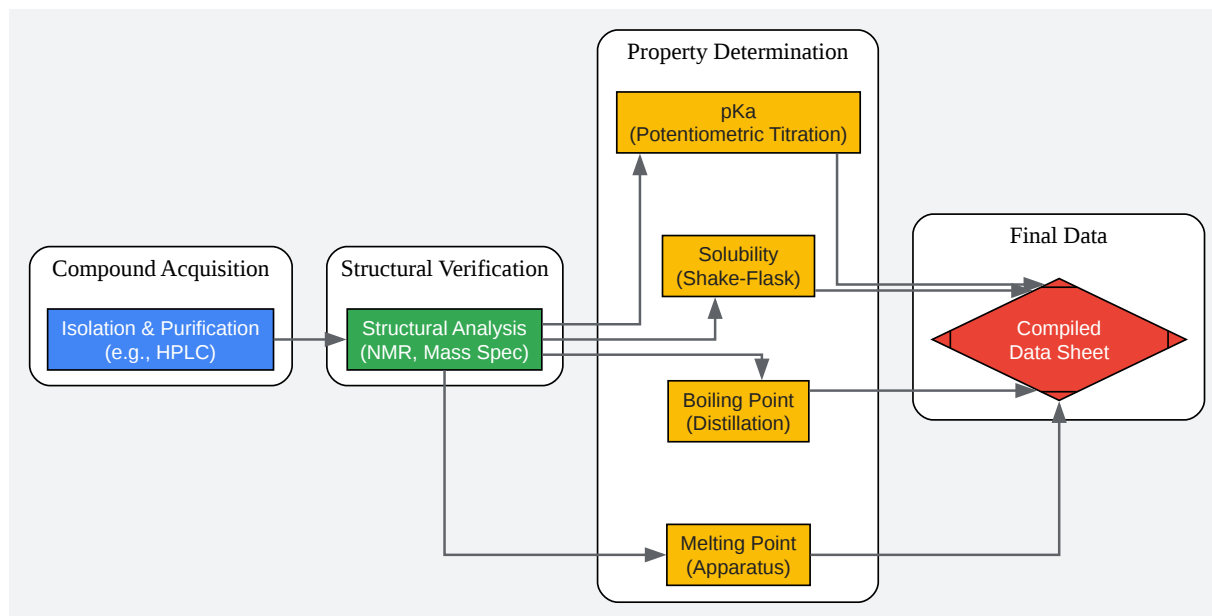 Compound Acquisition
Isolation & Purification
(e.g., HPLC)
Structural Verification
Structural Analysis
(NMR, Mass Spec)
Property Determination
pKa
(Potentiometric Titration)
Solubility
(Shake-Flask)
Boiling Point
(Distillation)
Melting Point
(Apparatus)
Final Data
Compiled
Data Sheet